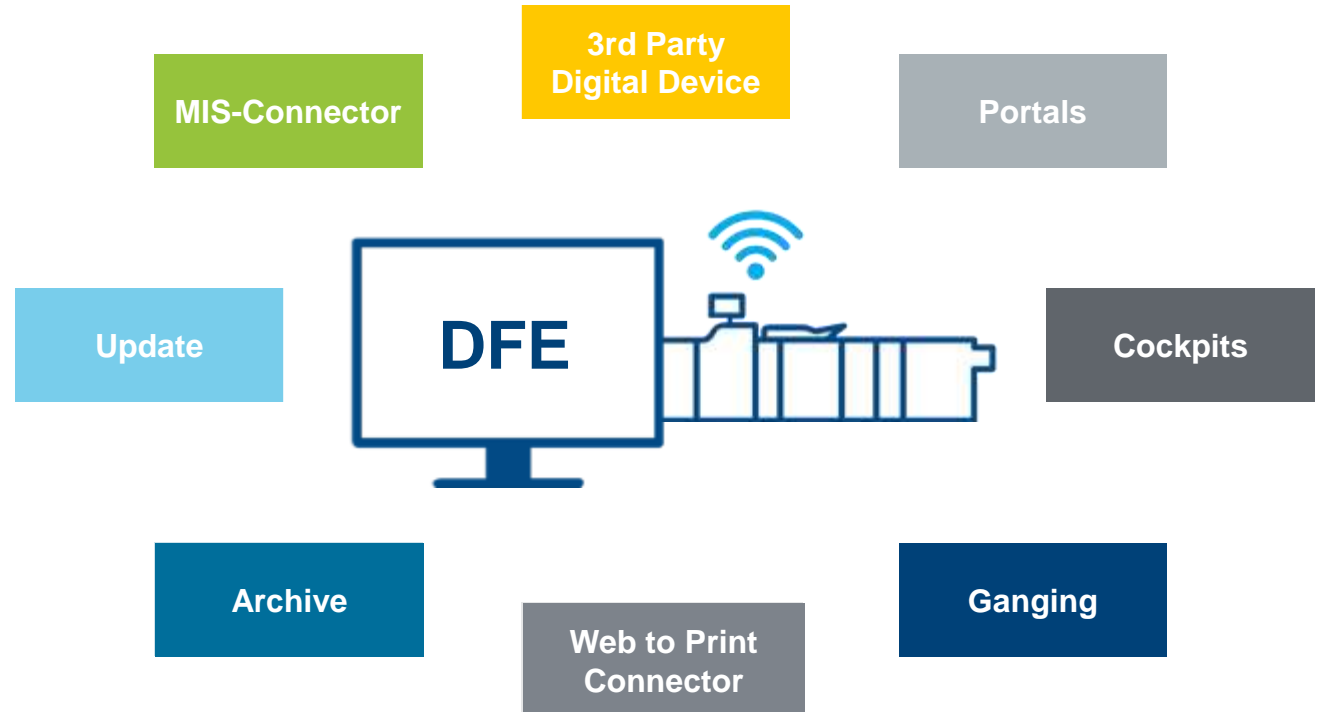 3rd Party
Digital Device
MIS-Connector
Portals
Update
DFE
Cockpits
Archive
Ganging
Web to Print
Connector